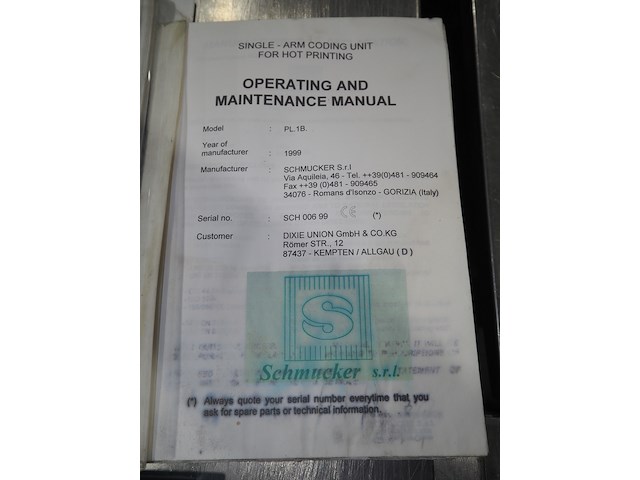 SINGLE - ARM CODING UNIT
FOR HOT PRINTING
OPERATING AND
MAINTENANCE MANUAL
Model : PL.1B.
Year of
manufacturer : 1999
Manufacturer : SCHMUCKER S.r.l
Via Aquileia, 46 - Tel. ++39(0)481 - 909464
Fax ++39 (0)481 - 909465
34076 - Romans d'Isonzo - GORIZIA (Italy)
Serial no. : SCH 006 99 CE (*)
Customer : DIXIE UNION GmbH & CO.KG
Römer STR., 12
87437 - KEMPTEN / ALLGAU ( D )
S
Schmucker s.r.l.
(*) Always quote your serial number everytime that you
ask for spare parts or technical information.